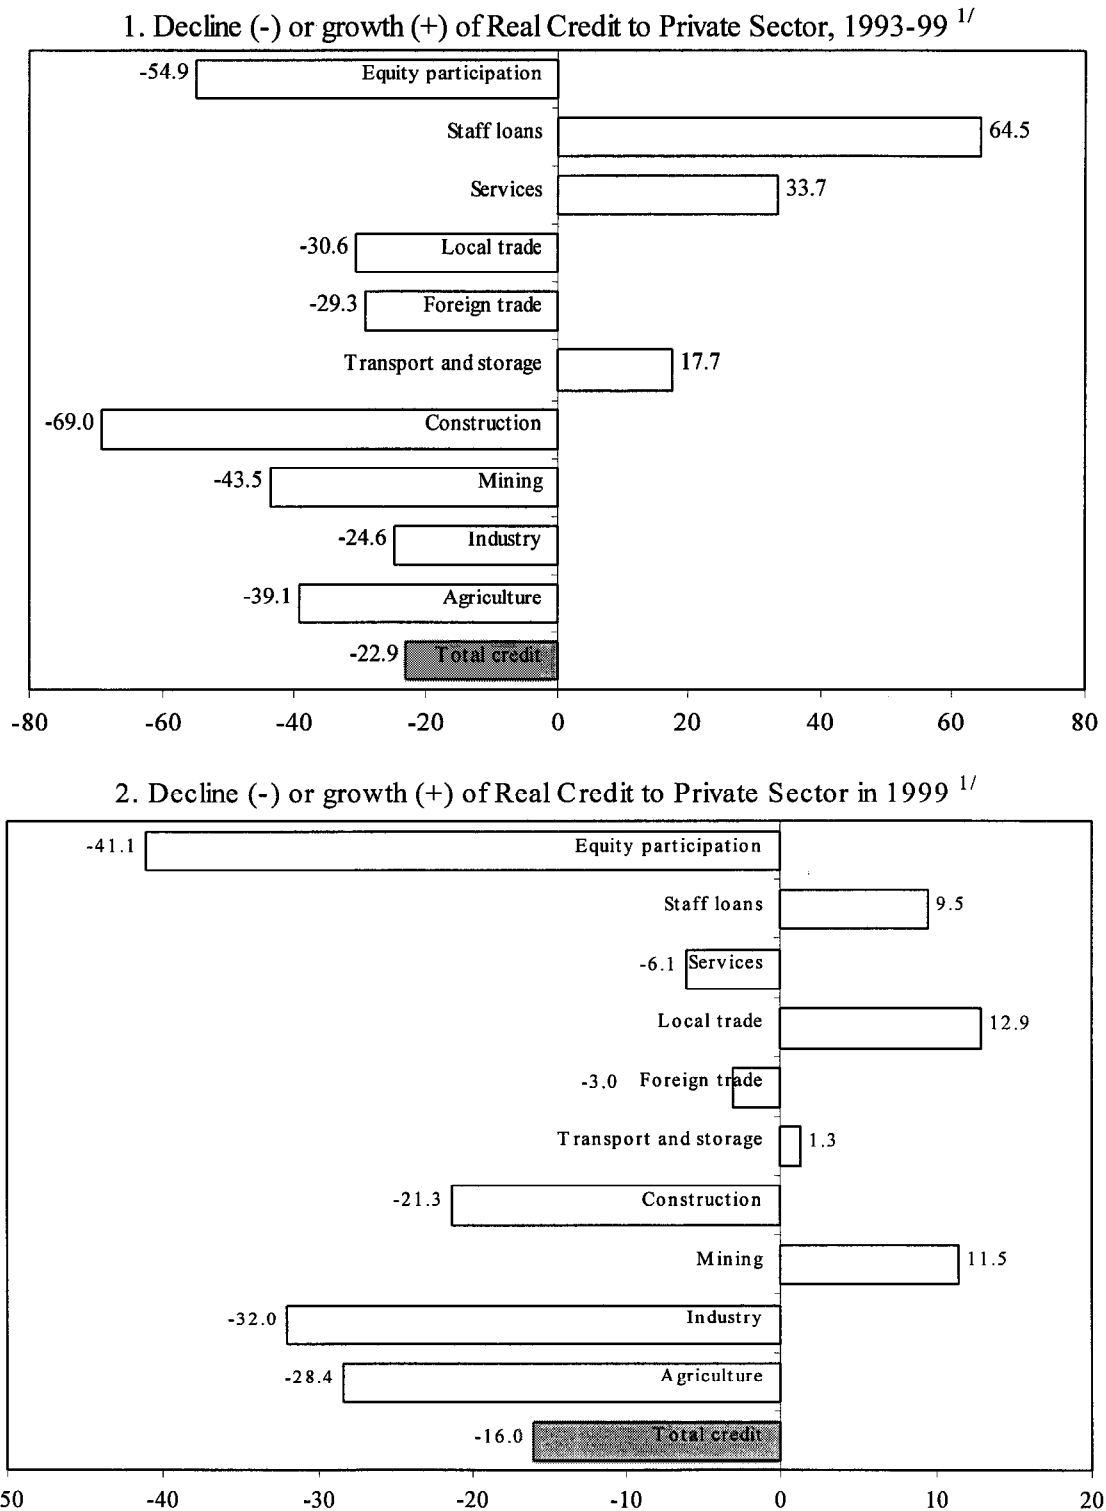 1. Decline (-) or growth (+) of Real Credit to Private Sector, 1993-99 1/
-54.9 Equity participation
Staff loans 64.5
Services 33.7
-30.6 Local trade
-29.3 Foreign trade
Transport and storage 17.7
-69.0 Construction
-43.5 Mining
-24.6 Industry
-39.1 Agriculture
-22.9 Total credit
-80 -60 -40 -20 0 20 40 60 80
2. Decline (-) or growth (+) of Real Credit to Private Sector in 1999 1/
-41.1 Equity participation
Staff loans 9.5
-6.1 Services
Local trade 12.9
-3.0 Foreign trade
Transport and storage 1.3
-21.3 Construction
Mining 11.5
-32.0 Industry
-28.4 Agriculture
-16.0 Total credit
50 -40 -30 -20 -10 0 10 20